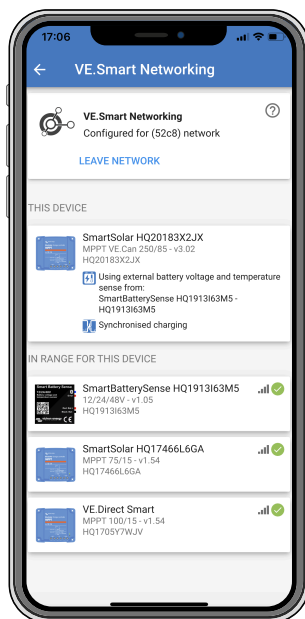 17:06
VE.Smart Networking
VE.Smart Networking
Configured for (52c8) network
LEAVE NETWORK
THIS DEVICE
SmartSolar HQ20183X2JX
MPPT VE.Can 250/85 - v3.02
HQ20183X2JX
Using external battery voltage and temperature
sense from:
SmartBatterySense HQ1913I63M5 -
HQ1913I63M5
Synchronised charging
IN RANGE FOR THIS DEVICE
Smart Battery Sense
SmartBatterySense HQ1913I63M5
12/24/48V - v1.05
HQ1913I63M5
SmartSolar HQ17466L6GA
MPPT 75/15 - v1.54
HQ17466L6GA
VE.Direct Smart
MPPT 100/15 - v1.54
HQ1705Y7WJV